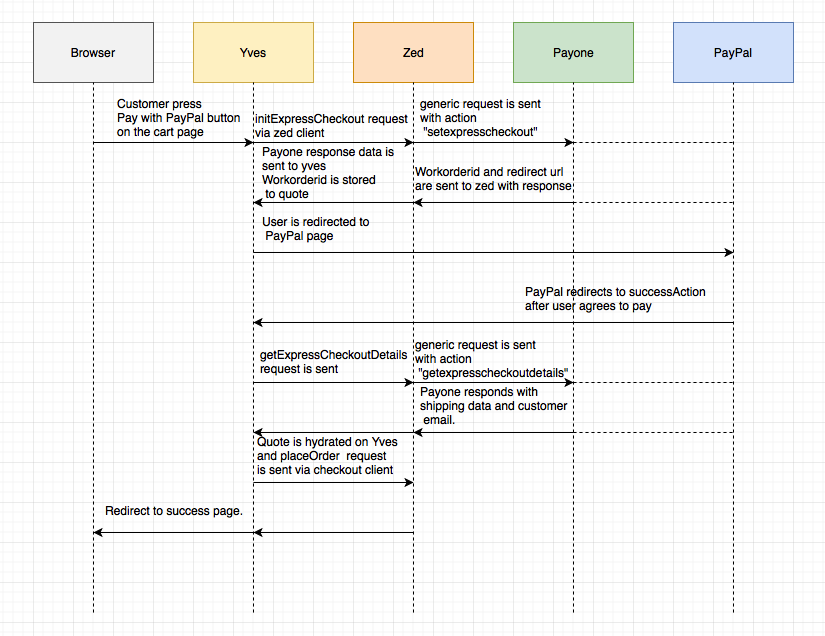 Browser
Yves
Zed
Payone
PayPal
Customer press
Pay with PayPal button
on the cart page
initExpressCheckout request
via zed client
generic request is sent
with action
"setexpresscheckout"
Payone response data is
sent to yves
Workorderid is stored
to quote
Workorderid and redirect url
are sent to zed with response
User is redirected to
PayPal page
PayPal redirects to successAction
after user agrees to pay
getExpressCheckoutDetails
request is sent
generic request is sent
with action
"getexpresscheckoutdetails"
Payone responds with
shipping data and customer
email.
Quote is hydrated on Yves
and placeOrder request
is sent via checkout client
Redirect to success page.